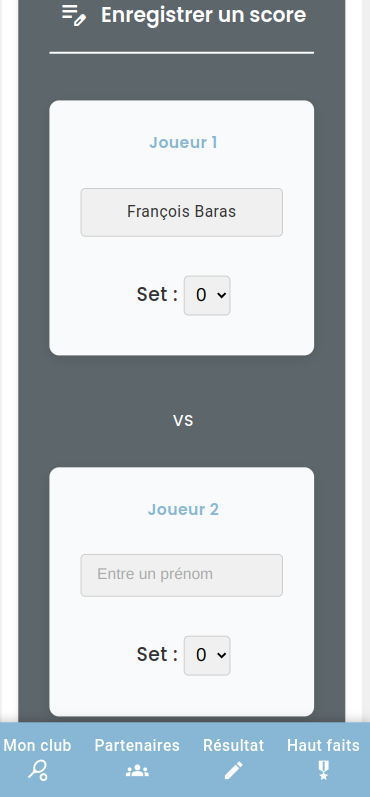 Enregistrer un score
Joueur 1
François Baras
Set : 0
VS
Joueur 2
Entre un prénom
Set : 0
Mon club Partenaires Résultat Haut faits